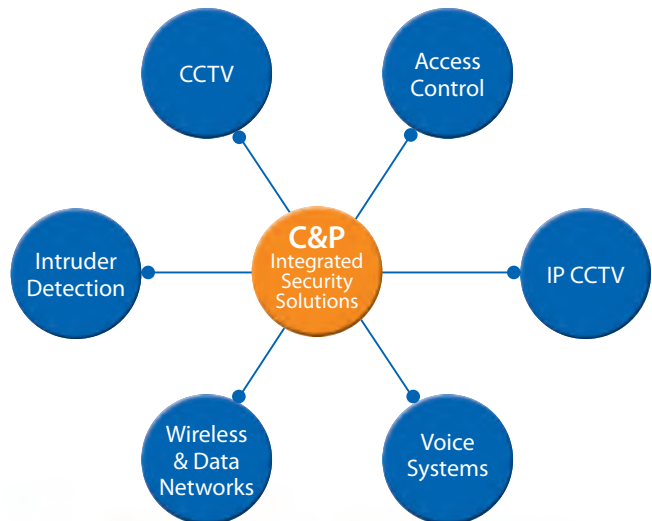 CCTV
Access
Control
C&P
Integrated
Security
Solutions
Intruder
Detection
IP CCTV
Wireless
& Data
Networks
Voice
Systems